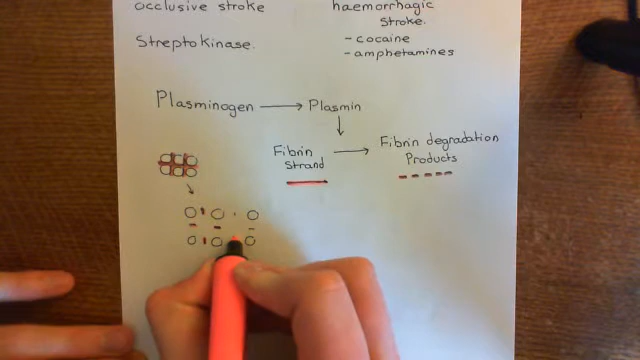 occlusive stroke
haemorrhagic
stroke.
- cocaine
- amphetamines
Streptokinase.
Plasminogen → Plasmin
↓
Fibrin
Strand
→
Fibrin degradation
Products